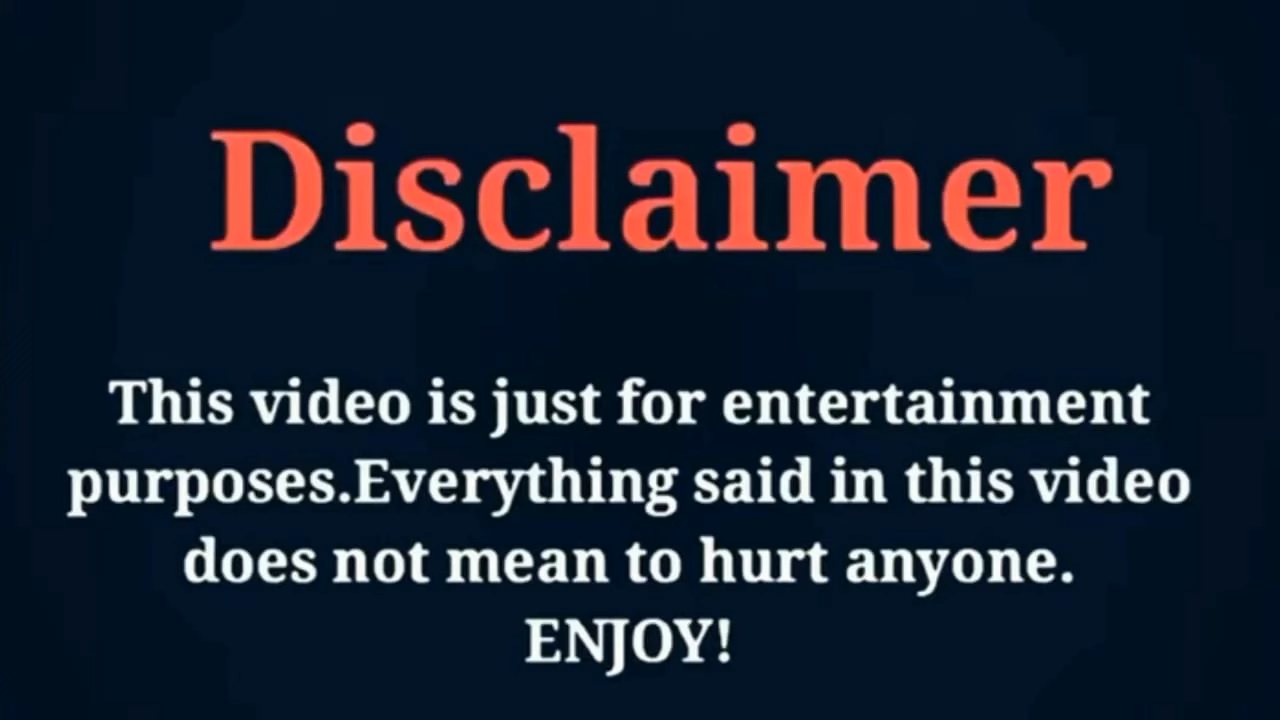 Disclaimer
This video is just for entertainment
purposes.Everything said in this video
does not mean to hurt anyone.
ENJOY!